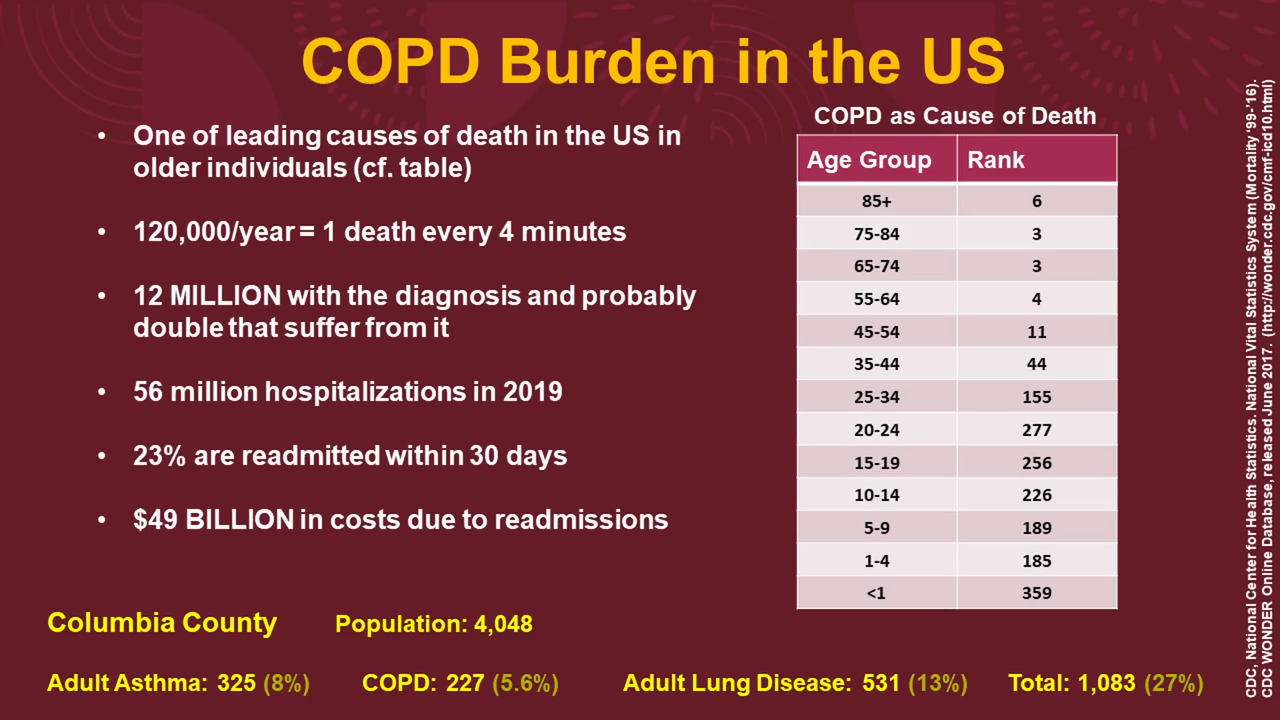 COPD Burden in the US
• One of leading causes of death in the US in
older individuals (cf. table)
• 120,000/year = 1 death every 4 minutes
• 12 MILLION with the diagnosis and probably
double that suffer from it
• 56 million hospitalizations in 2019
• 23% are readmitted within 30 days
• $49 BILLION in costs due to readmissions
COPD as Cause of Death
Age Group Rank
85+ 6
75-84 3
65-74 3
55-64 4
45-54 11
35-44 44
25-34 155
20-24 277
15-19 256
10-14 226
5-9 189
1-4 185
<1 359
Columbia County Population: 4,048
Adult Asthma: 325 (8%) COPD: 227 (5.6%) Adult Lung Disease: 531 (13%) Total: 1,083 (27%)
CDC, National Center for Health Statistics. National Vital Statistics System (Mortality '99-'16).
CDC WONDER Online Database, released June 2017. (http://wonder.cdc.gov/cmf-icd10.html)